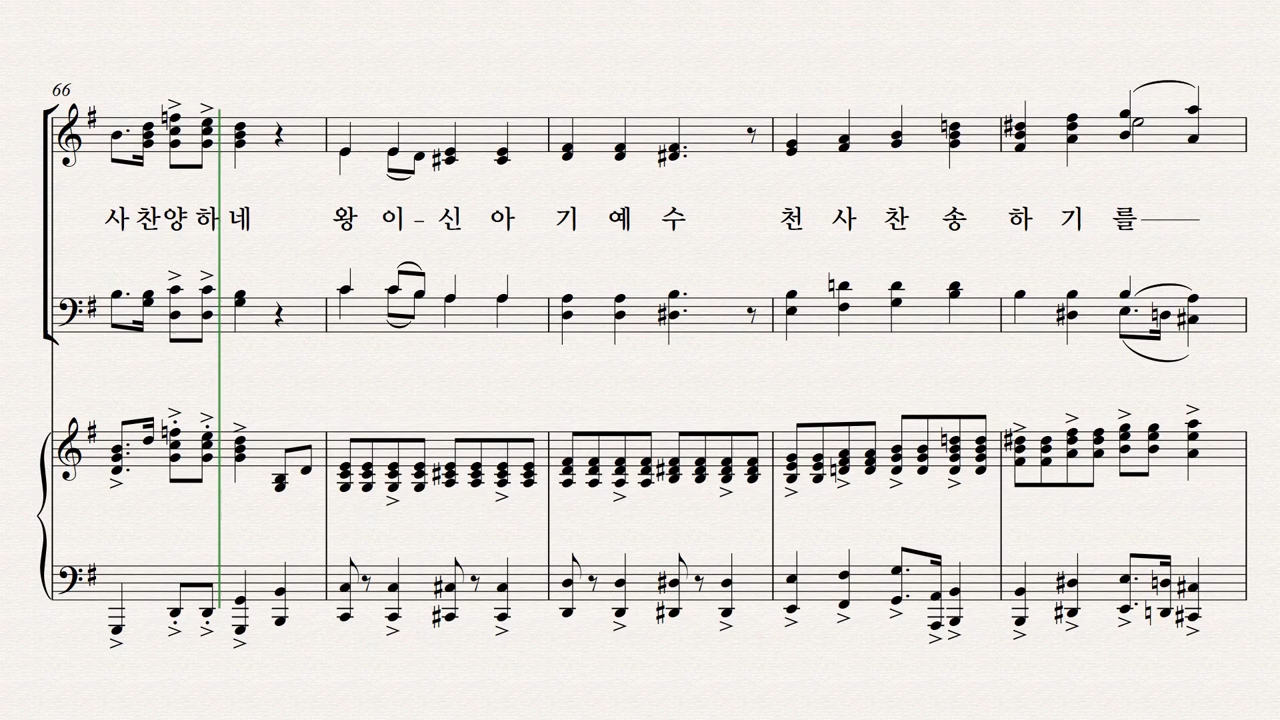 66
사 찬양 하 네 왕 이 - 신 아 기 예 수 천 사 찬 송 하 기 를